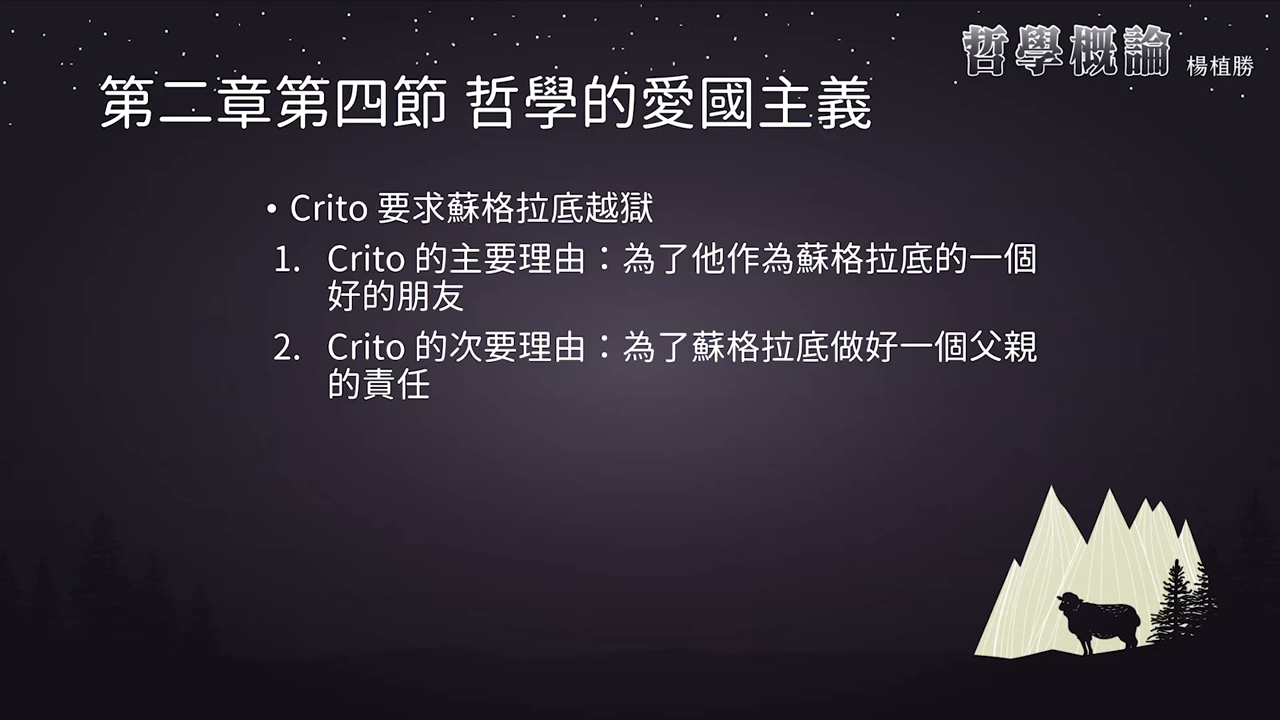 哲學概論 楊植勝
第二章第四節 哲學的愛國主義
• Crito 要求蘇格拉底越獄
1. Crito 的主要理由：為了他作為蘇格拉底的一個
好的朋友
2. Crito 的次要理由：為了蘇格拉底做好一個父親
的責任